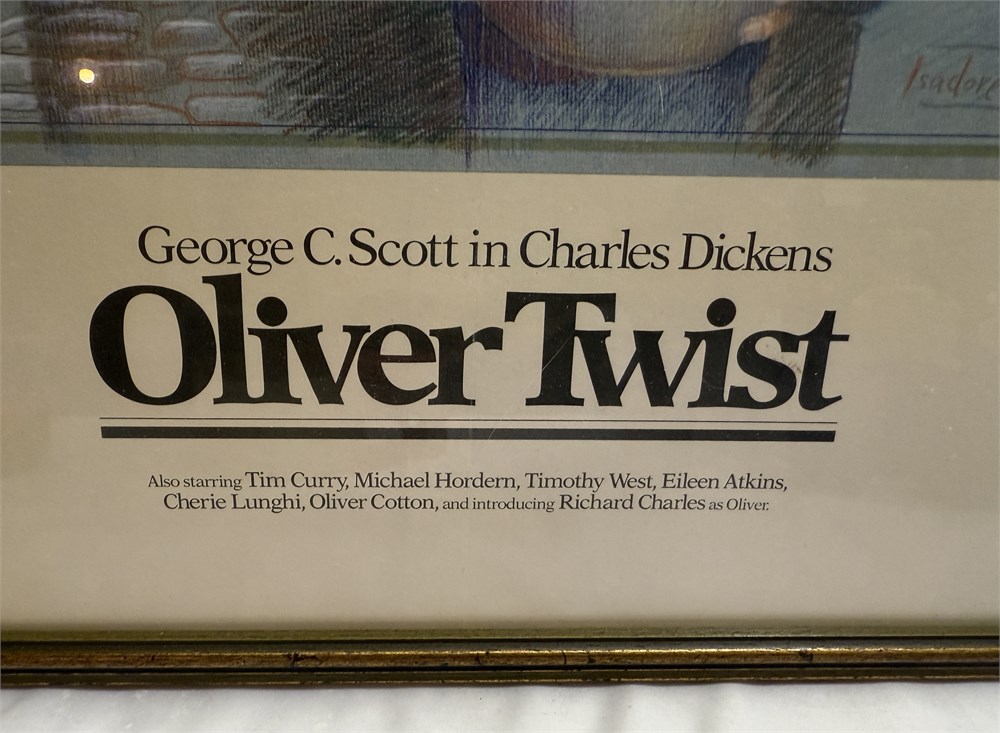 Isadore
George C. Scott in Charles Dickens
Oliver Twist
Also starring Tim Curry, Michael Hordern, Timothy West, Eileen Atkins,
Cherie Lunghi, Oliver Cotton, and introducing Richard Charles as Oliver.